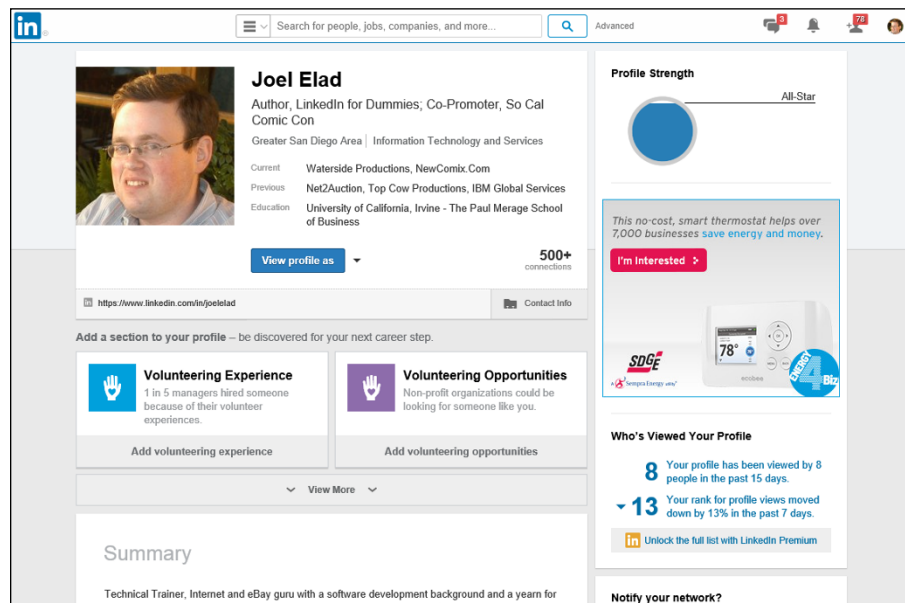 in
Search for people, jobs, companies, and more...
Advanced
3
78
Joel Elad
Author, LinkedIn for Dummies; Co-Promoter, So Cal
Comic Con
Greater San Diego Area | Information Technology and Services
Current Waterside Productions, NewComix.Com
Previous Net2Auction, Top Cow Productions, IBM Global Services
Education University of California, Irvine - The Paul Merage School
of Business
View profile as
500+
connections
https://www.linkedin.com/in/joelelad
Contact Info
Add a section to your profile – be discovered for your next career step.
Volunteering Experience
1 in 5 managers hired someone
because of their volunteer
experiences.
Add volunteering experience
Volunteering Opportunities
Non-profit organizations could be
looking for someone like you.
Add volunteering opportunities
View More
Summary
Technical Trainer, Internet and eBay guru with a software development background and a yearn for
Profile Strength
All-Star
This no-cost, smart thermostat helps over
7,000 businesses save energy and money.
I'm Interested
78°
ecobee
SDGE
A Sempra Energy utility
ENERGY
4
Biz
Who's Viewed Your Profile
8 Your profile has been viewed by 8
people in the past 15 days.
13 Your rank for profile views moved
down by 13% in the past 7 days.
in Unlock the full list with LinkedIn Premium
Notify your network?